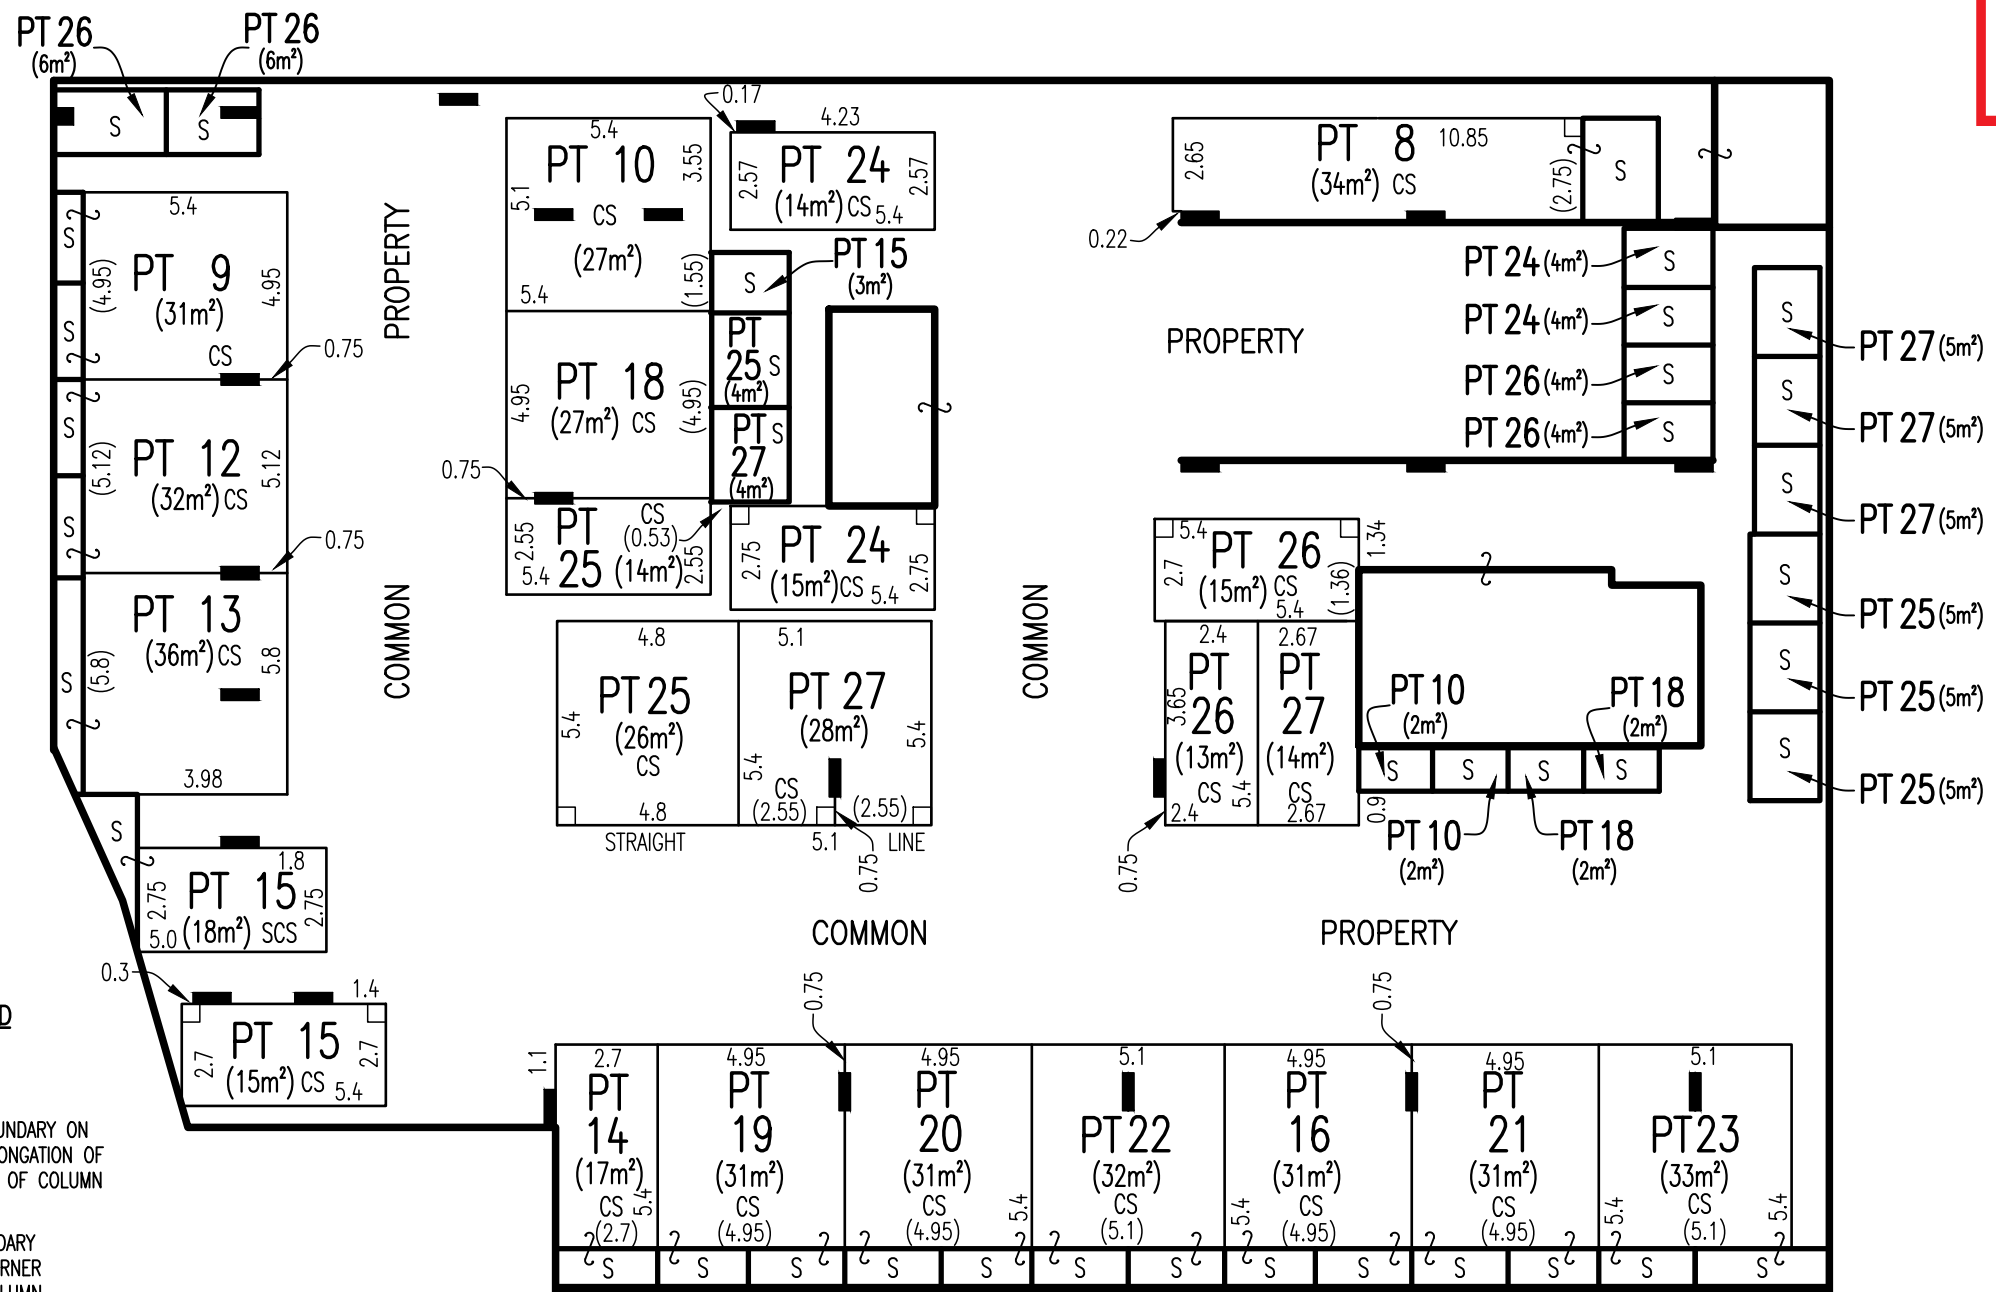 PT 26
(6m²)
PT 26
(6m²)
S
S
S
S
S
S
S
S
S
5.4
(4.95)
PT 9
4.95
(31m²)
CS
0.75
(5.12)
PT 12
5.12
(32m²) CS
0.75
PT 13
(36m²) CS
(5.8)
5.8
3.98
PROPERTY
COMMON
1.8
2.75
PT 15
2.75
5.0
(18m²) SCS
0.3
1.4
2.7
PT 15
2.7
(15m²) CS
5.4
D
UNDARY ON
ONGATION OF
OF COLUMN
DARY
RNER
LUMN
5.4
PT 10
3.55
5.1
CS
(27m²)
5.4
(1.55)
0.17
4.23
2.57
PT 24
2.57
(14m²) CS
5.4
PT 15
(3m²)
S
PT
25
S
(4m²)
PT
27
S
(4m²)
4.95
PT 18
(27m²) CS
(4.95)
0.75
2.55
PT
25
CS
(0.53)
(14m²)
2.55
5.4
2.75
PT 24
2.75
(15m²) CS
5.4
4.8
5.1
5.4
PT 25
(26m²)
CS
4.8
STRAIGHT
PT 27
(28m²)
5.4
5.4
CS
(2.55)
(2.55)
5.1
LINE
0.75
COMMON
COMMON
PROPERTY
2.65
PT 8
10.85
(34m²) CS
(2.75)
S
0.22
PROPERTY
PT 24 (4m²)
S
PT 24 (4m²)
S
PT 26 (4m²)
S
PT 26 (4m²)
S
S
PT 27 (5m²)
S
PT 27 (5m²)
S
PT 27 (5m²)
S
PT 25 (5m²)
S
PT 25 (5m²)
S
PT 25 (5m²)
5.4
1.34
2.7
PT 26
(15m²) CS
5.4
(1.36)
2.4
2.67
PT
26
3.65
(13m²)
CS
5.4
2.4
0.75
PT
27
(14m²)
CS
2.67
0.9
PT 10
(2m²)
PT 18
(2m²)
S
S
S
S
PT 10
(2m²)
PT 18
(2m²)
0.75
0.75
1.1
2.7
4.95
4.95
5.1
4.95
4.95
5.1
PT
14
(17m²)
CS
5.4
(2.7)
PT
19
(31m²)
CS
(4.95)
PT
20
(31m²)
CS
(4.95)
5.4
PT 22
(32m²)
CS
(5.1)
PT
16
(31m²)
CS
5.4
(4.95)
PT
21
(31m²)
CS
(4.95)
PT 23
(33m²)
CS
5.4
(5.1)
5.4
S
S
S
S
S
S
S
S
S
S
S
S
S